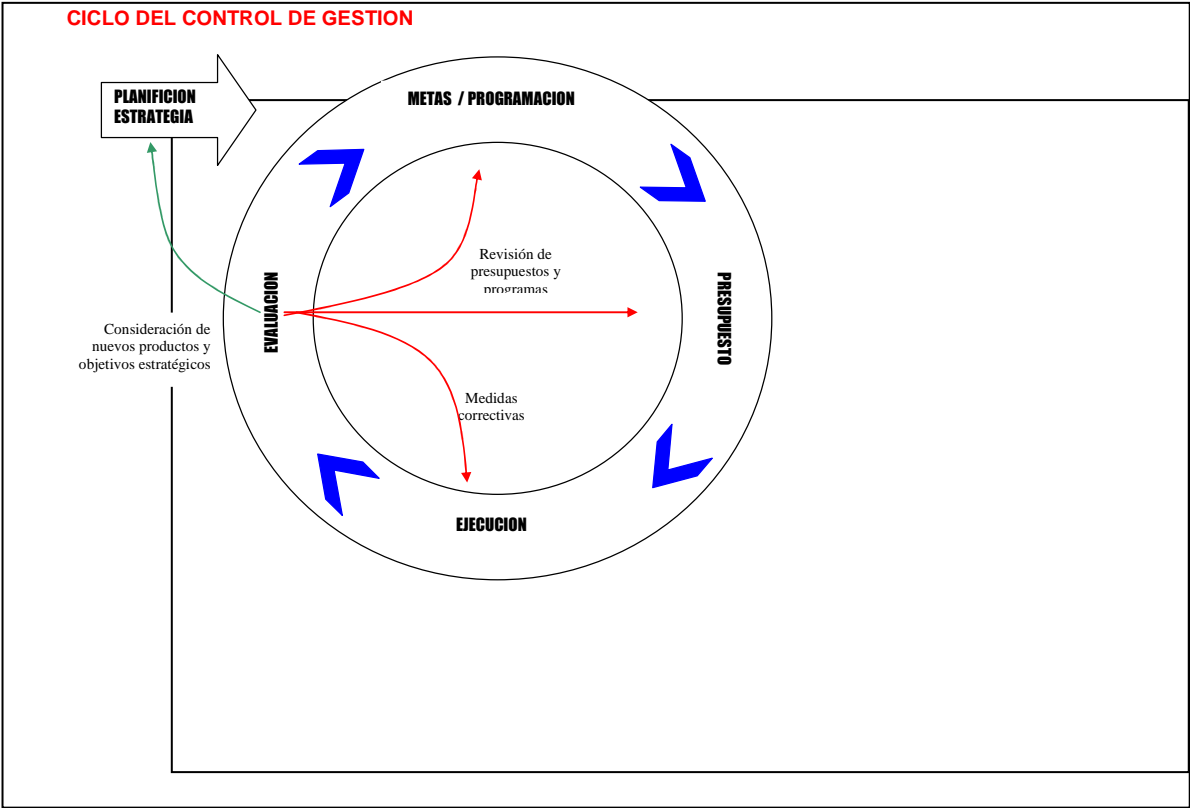 CICLO DEL CONTROL DE GESTION
PLANIFICION
ESTRATEGIA
METAS / PROGRAMACION
Revisión de
presupuestos y
programas
PRESUPUESTO
EVALUACION
Consideración de
nuevos productos y
objetivos estratégicos
Medidas
correctivas
EJECUCION